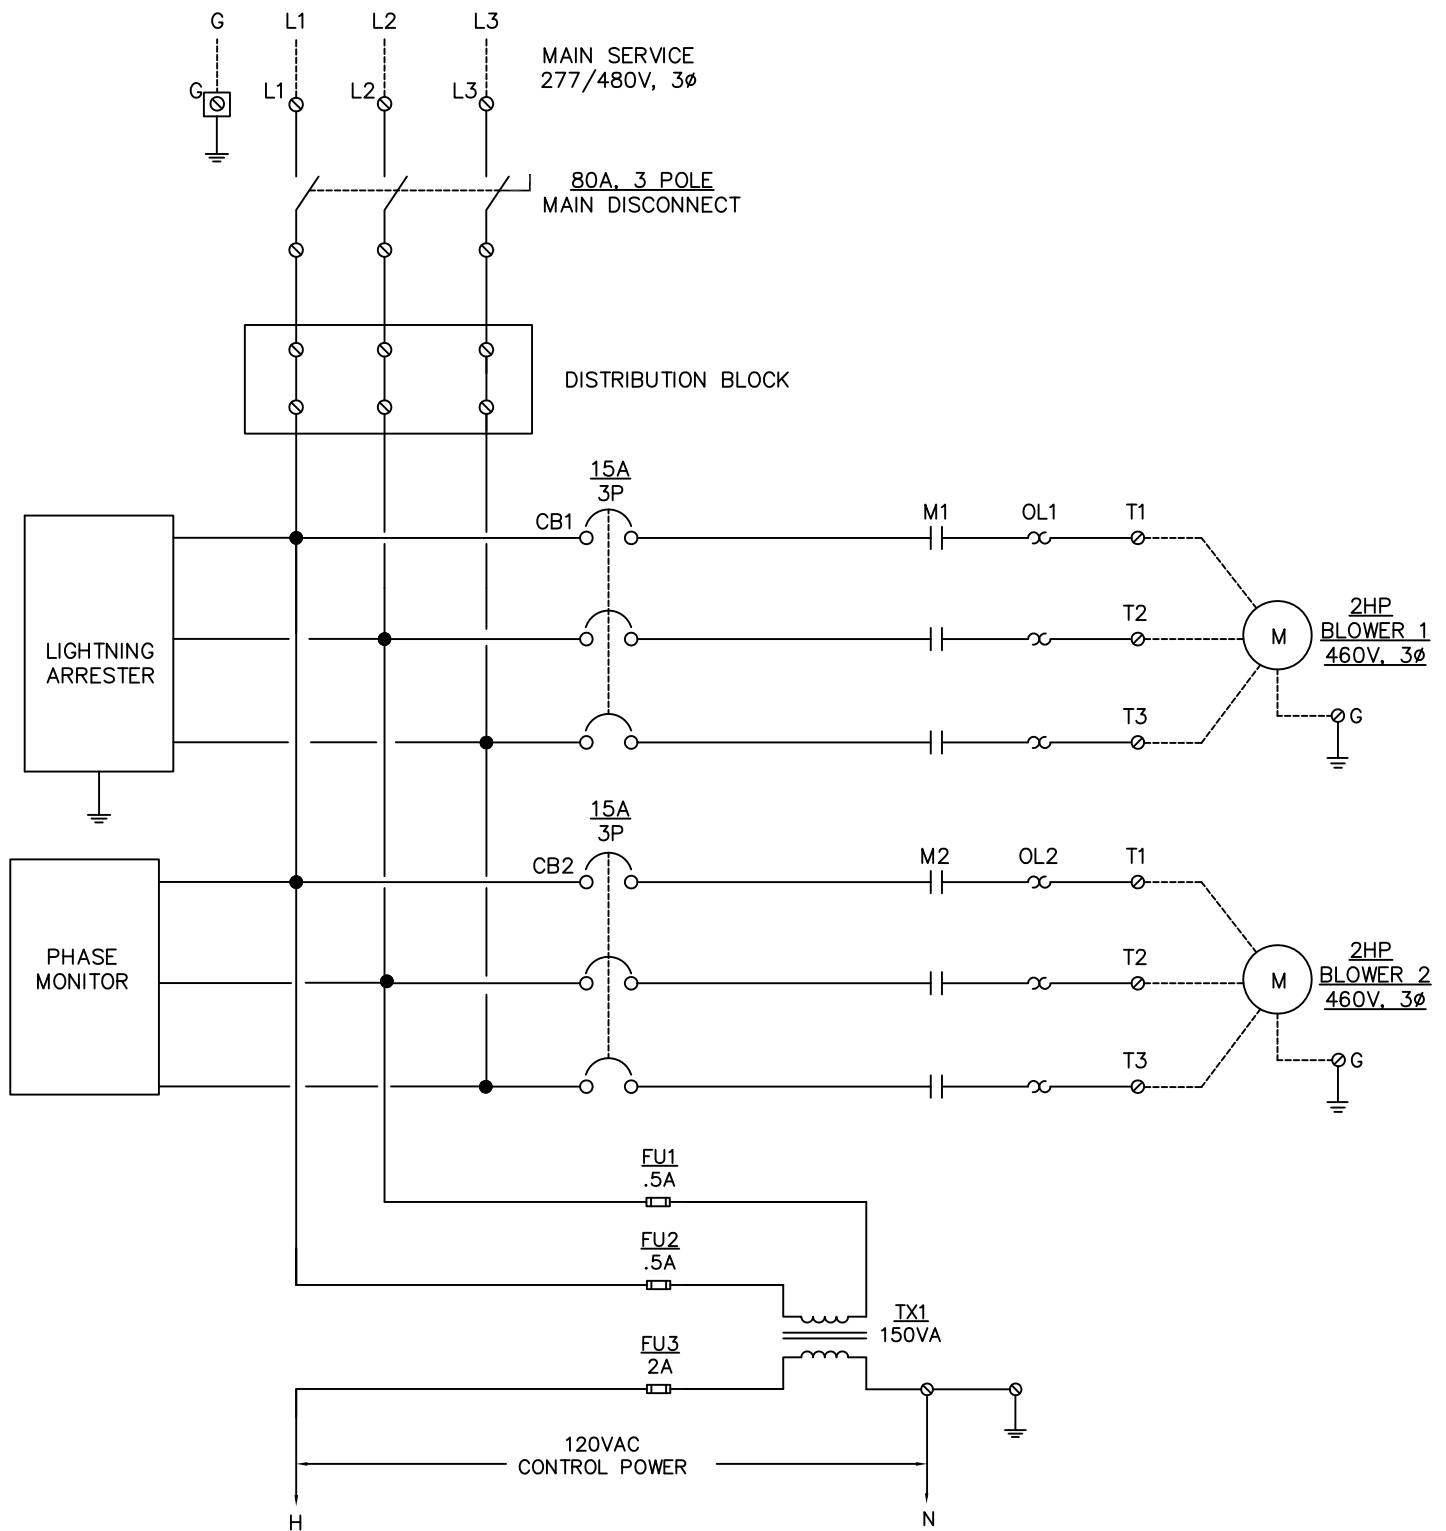 G
L1
L2
L3
MAIN SERVICE
277/480V, 3ø
G
L1
L2
L3
80A, 3 POLE
MAIN DISCONNECT
DISTRIBUTION BLOCK
15A
3P
CB1
M1
OL1
T1
T2
T3
M
2HP
BLOWER 1
460V, 3ø
G
LIGHTNING
ARRESTER
15A
3P
CB2
M2
OL2
T1
T2
T3
M
2HP
BLOWER 2
460V, 3ø
G
PHASE
MONITOR
FU1
.5A
FU2
.5A
TX1
150VA
FU3
2A
120VAC
CONTROL POWER
H
N